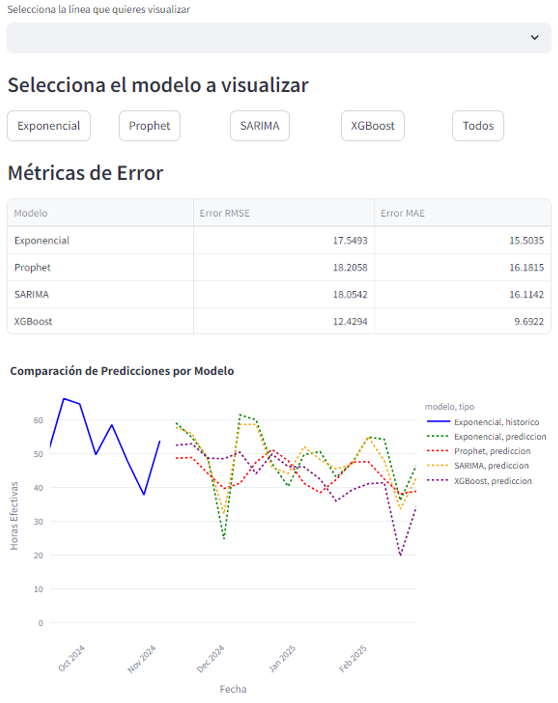 Selecciona la línea que quieres visualizar
Selecciona el modelo a visualizar
Exponencial Prophet SARIMA XGBoost Todos
Métricas de Error
Modelo Error RMSE Error MAE
Exponencial 17.5493 15.5035
Prophet 18.2058 16.1815
SARIMA 18.0542 16.1142
XGBoost 12.4294 9.6922
Comparación de Predicciones por Modelo
modelo, tipo
Exponencial, historico
Exponencial, prediccion
Prophet, prediccion
SARIMA, prediccion
XGBoost, prediccion
Horas Efectivas
60
50
40
30
20
10
0
Oct 2024 Nov 2024 Dec 2024 Jan 2025 Feb 2025
Fecha